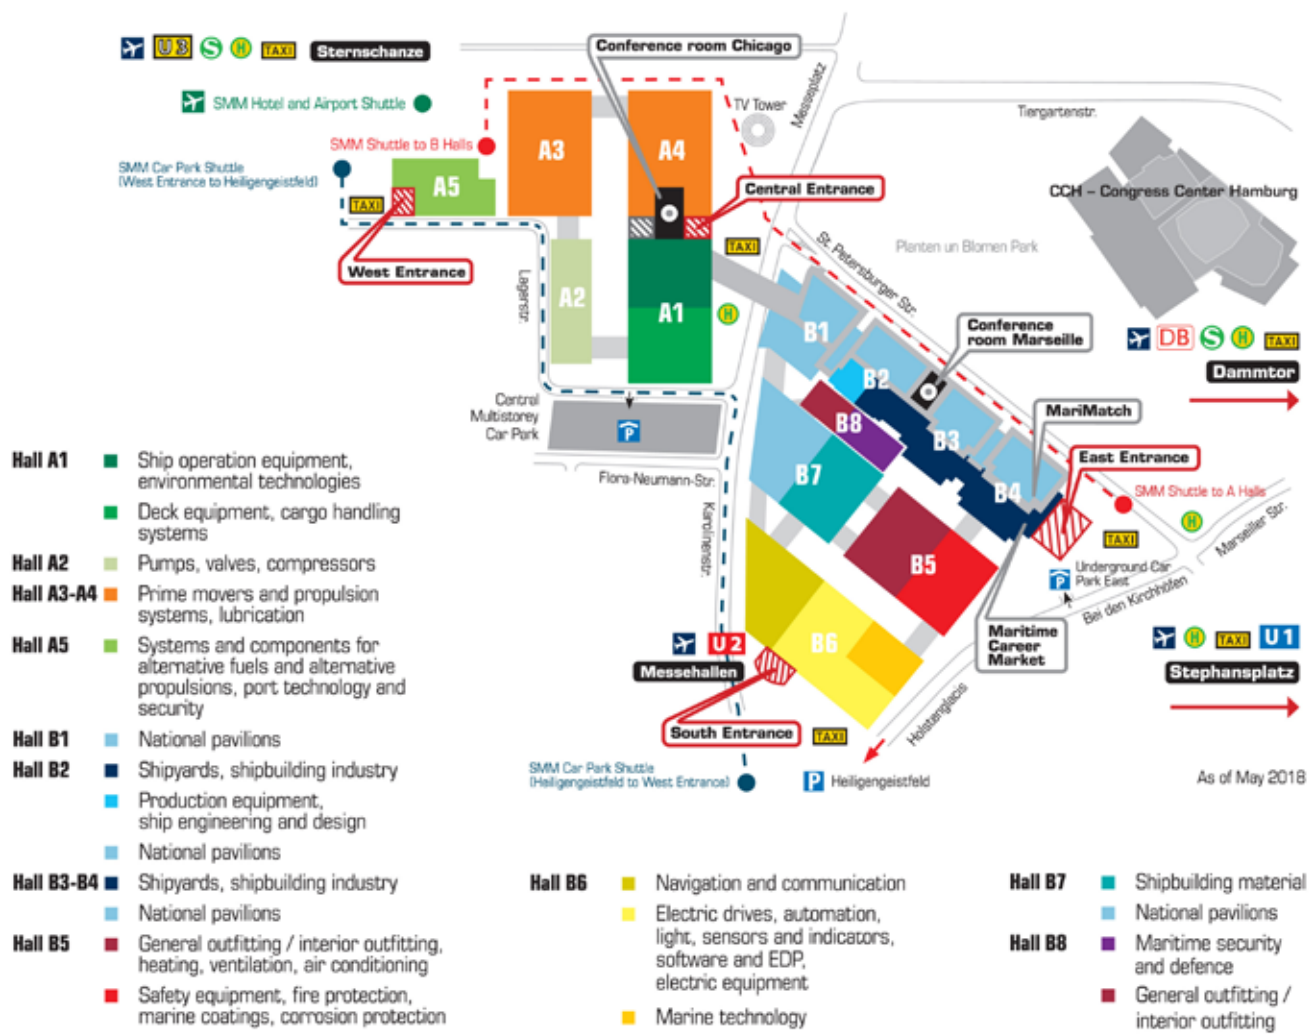 U3 S H TAXI Sternschanze
Conference room Chicago
SMM Hotel and Airport Shuttle
TV Tower
Messeplatz
Tiergartenstr.
SMM Shuttle to B Halls
SMM Car Park Shuttle
(West Entrance to Heiligengeistfeld)
A3
A4
A5
TAXI
Central Entrance
CCH – Congress Center Hamburg
West Entrance
TAXI
St. Petersburger Str.
Planten un Blomen Park
Lagerstr.
A2
A1
H
B1
Conference
room Marseille
DB S H TAXI
Dammtor
B2
Central
Multistorey
Car Park
P
MariMatch
B8
B3
East Entrance
B7
B4
SMM Shuttle to A Halls
Flora-Neumann-Str.
Karolinenstr.
H
Marseiller Str.
TAXI
B5
P
Underground Car
Park East
Bei den Kirchhöfen
U2
Messehallen
B6
Maritime
Career
Market
H TAXI U1
Stephansplatz
South Entrance
TAXI
Holstenglacis
SMM Car Park Shuttle
(Heiligengeistfeld to West Entrance)
P Heiligengeistfeld
As of May 2018
Hall A1 Ship operation equipment,
environmental technologies
Deck equipment, cargo handling
systems
Hall A2 Pumps, valves, compressors
Hall A3-A4 Prime movers and propulsion
systems, lubrication
Hall A5 Systems and components for
alternative fuels and alternative
propulsions, port technology and
security
Hall B1 National pavilions
Hall B2 Shipyards, shipbuilding industry
Production equipment,
ship engineering and design
National pavilions
Hall B3-B4 Shipyards, shipbuilding industry
National pavilions
Hall B5 General outfitting / interior outfitting,
heating, ventilation, air conditioning
Safety equipment, fire protection,
marine coatings, corrosion protection
Hall B6 Navigation and communication
Electric drives, automation,
light, sensors and indicators,
software and EDP,
electric equipment
Marine technology
Hall B7 Shipbuilding material
National pavilions
Hall B8 Maritime security
and defence
General outfitting /
interior outfitting